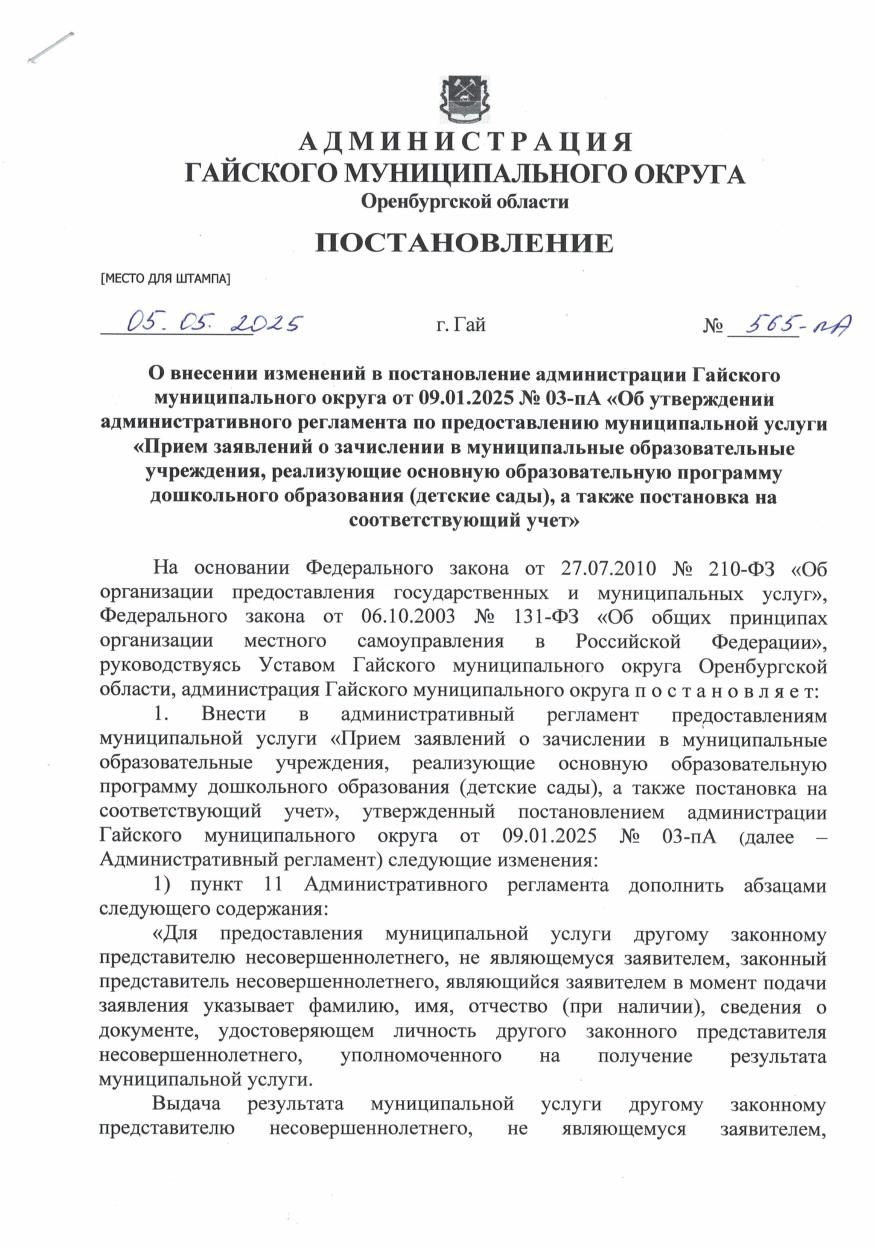 АДМИНИСТРАЦИЯ
ГАЙСКОГО МУНИЦИПАЛЬНОГО ОКРУГА
Оренбургской области
ПОСТАНОВЛЕНИЕ
[МЕСТО ДЛЯ ШТАМПА]
05.05.2025 г. Гай № 565-пА
О внесении изменений в постановление администрации Гайского
муниципального округа от 09.01.2025 № 03-пА «Об утверждении
административного регламента по предоставлению муниципальной услуги
«Прием заявлений о зачислении в муниципальные образовательные
учреждения, реализующие основную образовательную программу
дошкольного образования (детские сады), а также постановка на
соответствующий учет»
На основании Федерального закона от 27.07.2010 № 210-ФЗ «Об
организации предоставления государственных и муниципальных услуг»,
Федерального закона от 06.10.2003 № 131-ФЗ «Об общих принципах
организации местного самоуправления в Российской Федерации»,
руководствуясь Уставом Гайского муниципального округа Оренбургской
области, администрация Гайского муниципального округа п о с т а н о в л я е т:
1. Внести в административный регламент предоставлениям
муниципальной услуги «Прием заявлений о зачислении в муниципальные
образовательные учреждения, реализующие основную образовательную
программу дошкольного образования (детские сады), а также постановка на
соответствующий учет», утвержденный постановлением администрации
Гайского муниципального округа от 09.01.2025 № 03-пА (далее –
Административный регламент) следующие изменения:
1) пункт 11 Административного регламента дополнить абзацами
следующего содержания:
«Для предоставления муниципальной услуги другому законному
представителю несовершеннолетнего, не являющемуся заявителем, законный
представитель несовершеннолетнего, являющийся заявителем в момент подачи
заявления указывает фамилию, имя, отчество (при наличии), сведения о
документе, удостоверяющем личность другого законного представителя
несовершеннолетнего, уполномоченного на получение результата
муниципальной услуги.
Выдача результата муниципальной услуги другому законному
представителю несовершеннолетнего, не являющемуся заявителем,